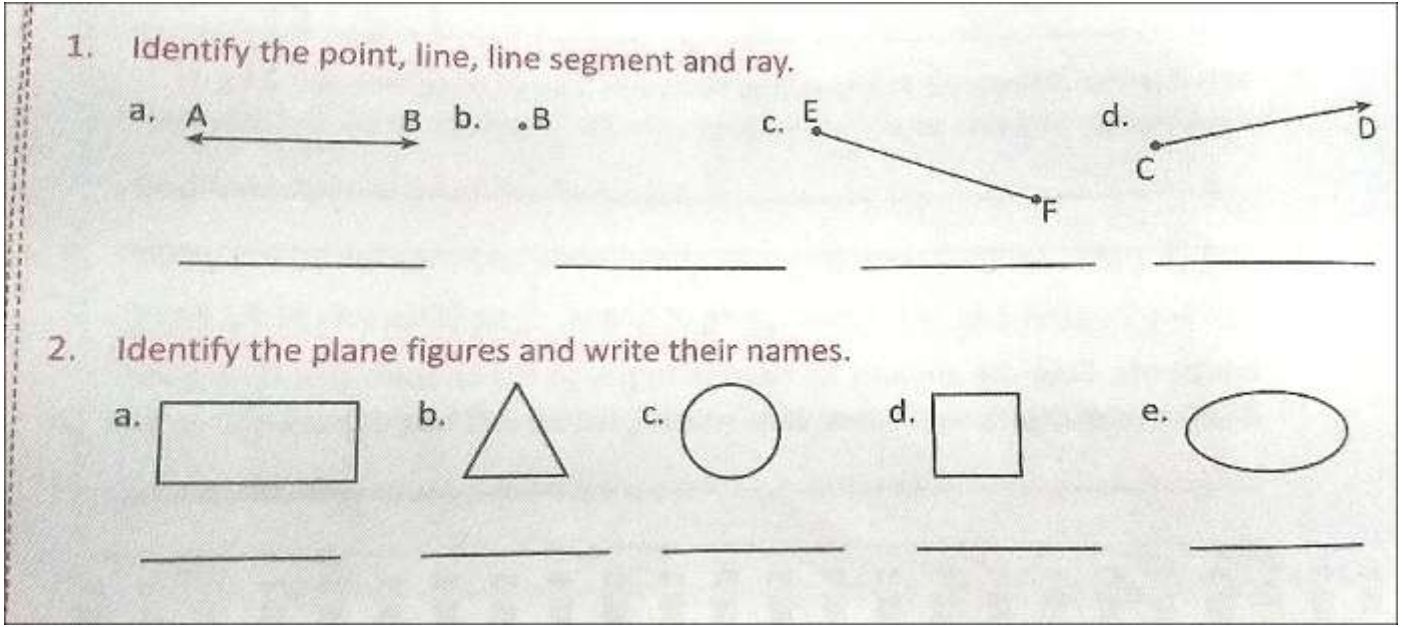 1. Identify the point, line, line segment and ray.
a. A B b. .B c. E F d. C D
2. Identify the plane figures and write their names.
a. b. c. d. e.